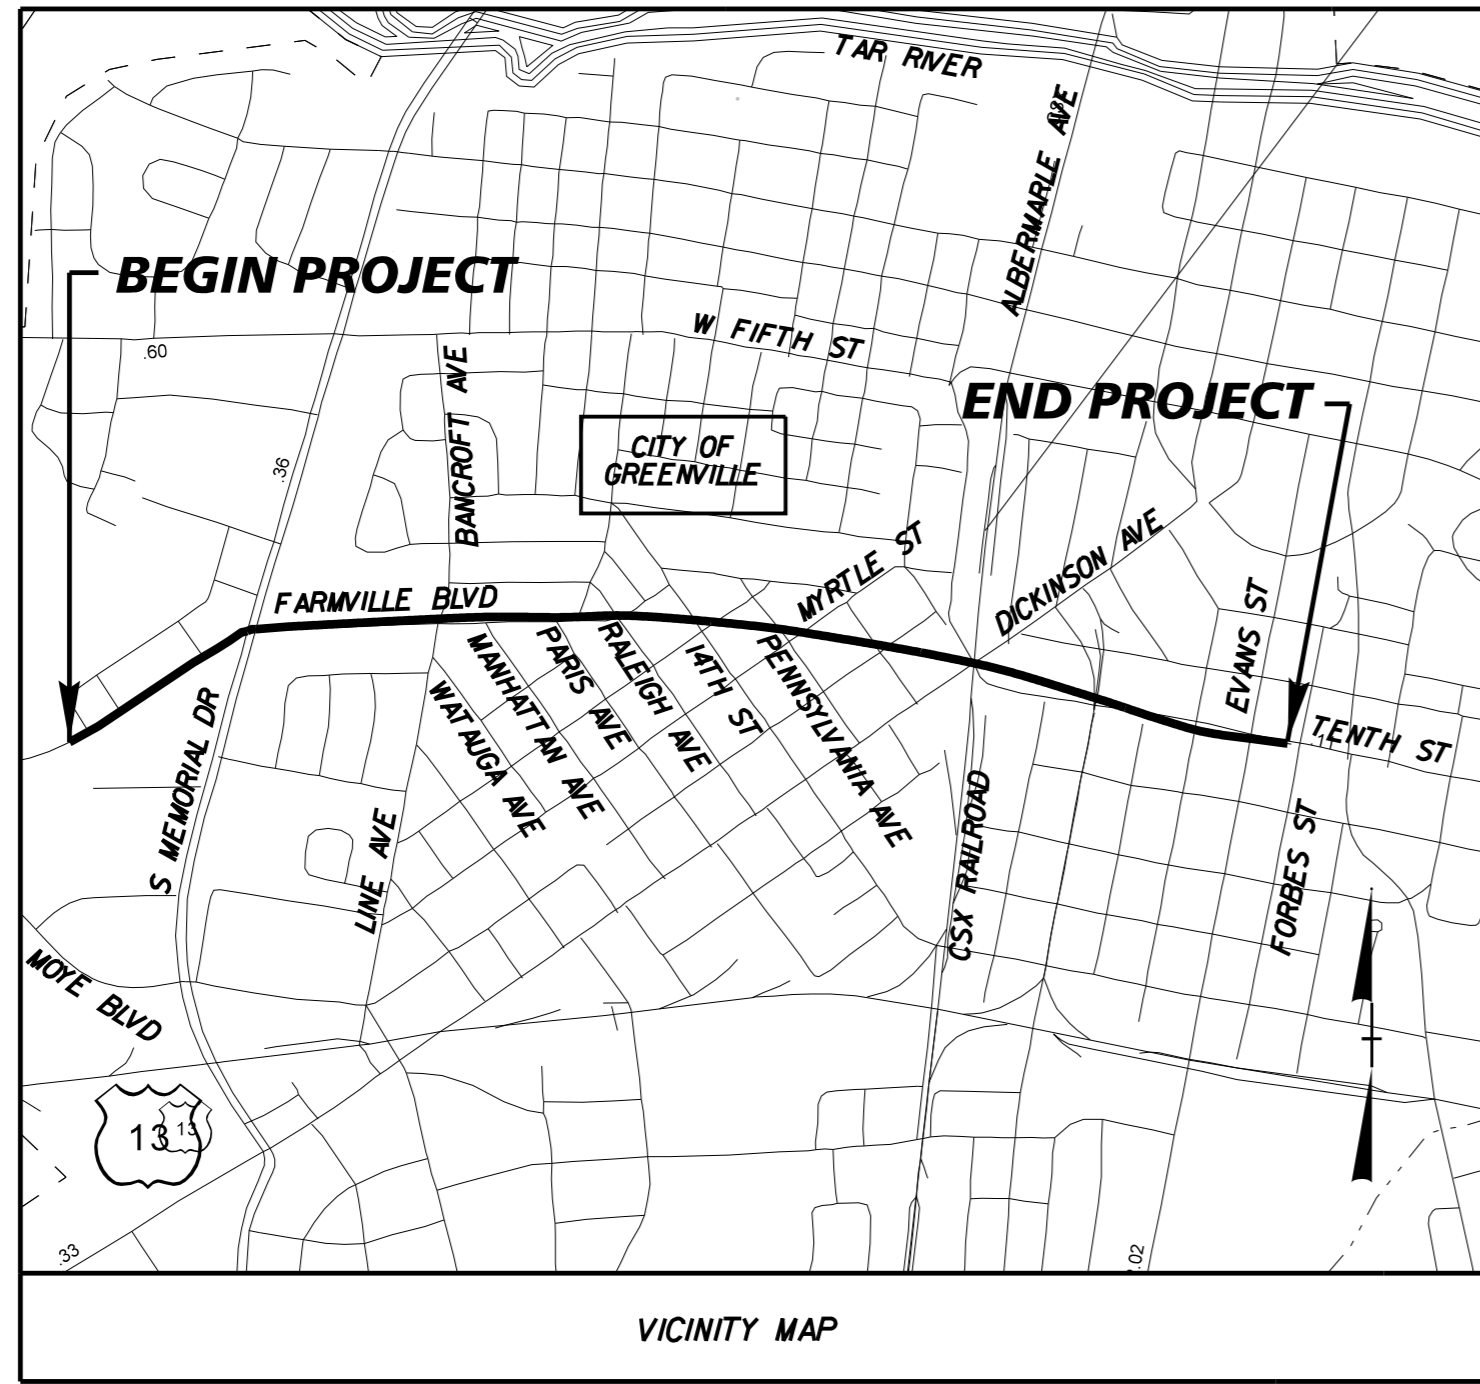 TAR RIVER
ALBERMARLE AVE
BEGIN PROJECT
W FIFTH ST
.60
BANCROFT AVE
END PROJECT
CITY OF
GREENVILLE
.36
MYRTLE ST
DICKINSON AVE
FARMVILLE BLVD
EVANS ST
MANHATTAN AVE
PARIS AVE
RALEIGH AVE
14TH ST
PENNSYLVANIA AVE
WATAUGA AVE
S MEMORIAL DR
TENTH ST
LINE AVE
CSX RAILROAD
FORBES ST
MOYE BLVD
13
13
.33
.02
VICINITY MAP